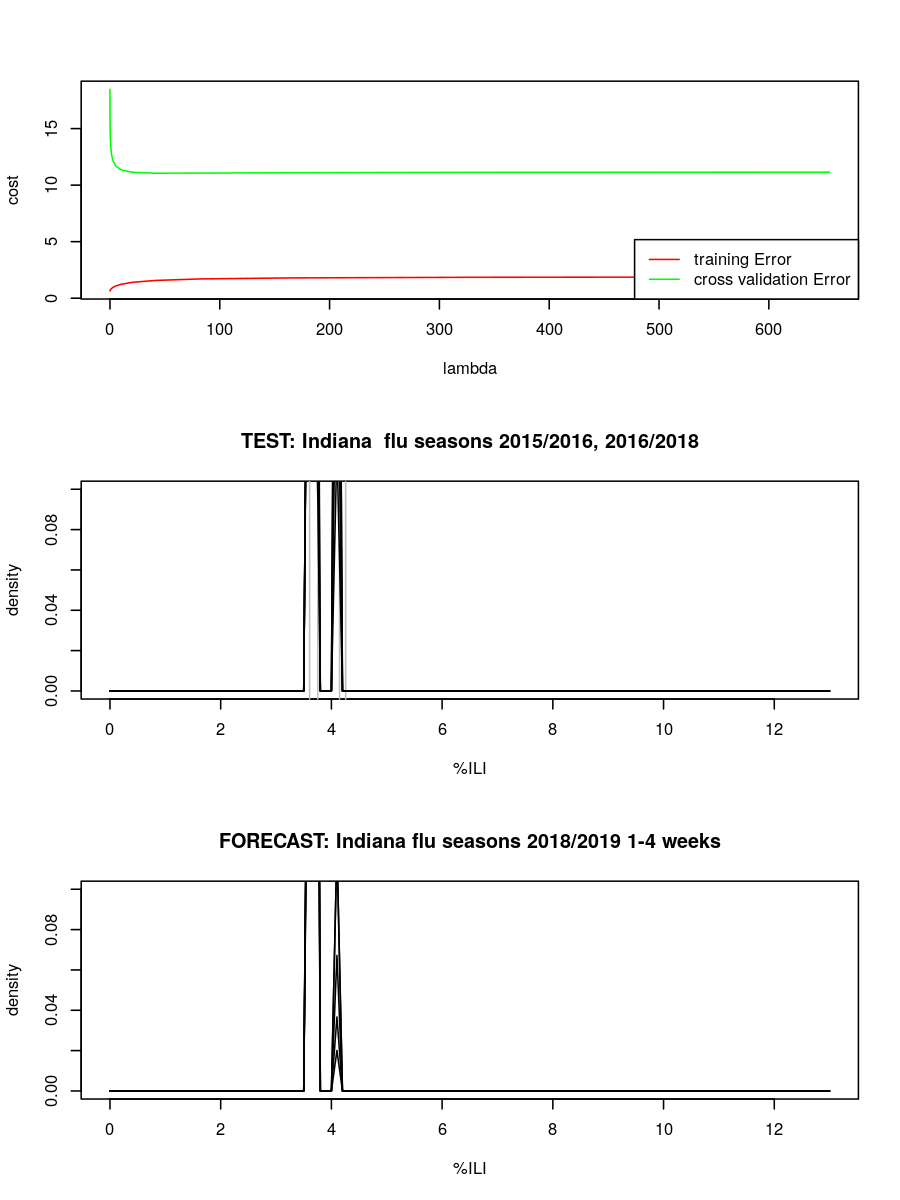 15
10
5
0
cost
training Error
cross validation Error
0 100 200 300 400 500 600
lambda
TEST: Indiana  flu seasons 2015/2016, 2016/2018
0.08
0.04
0.00
density
0 2 4 6 8 10 12
%ILI
FORECAST: Indiana flu seasons 2018/2019 1-4 weeks
0.08
0.04
0.00
density
0 2 4 6 8 10 12
%ILI